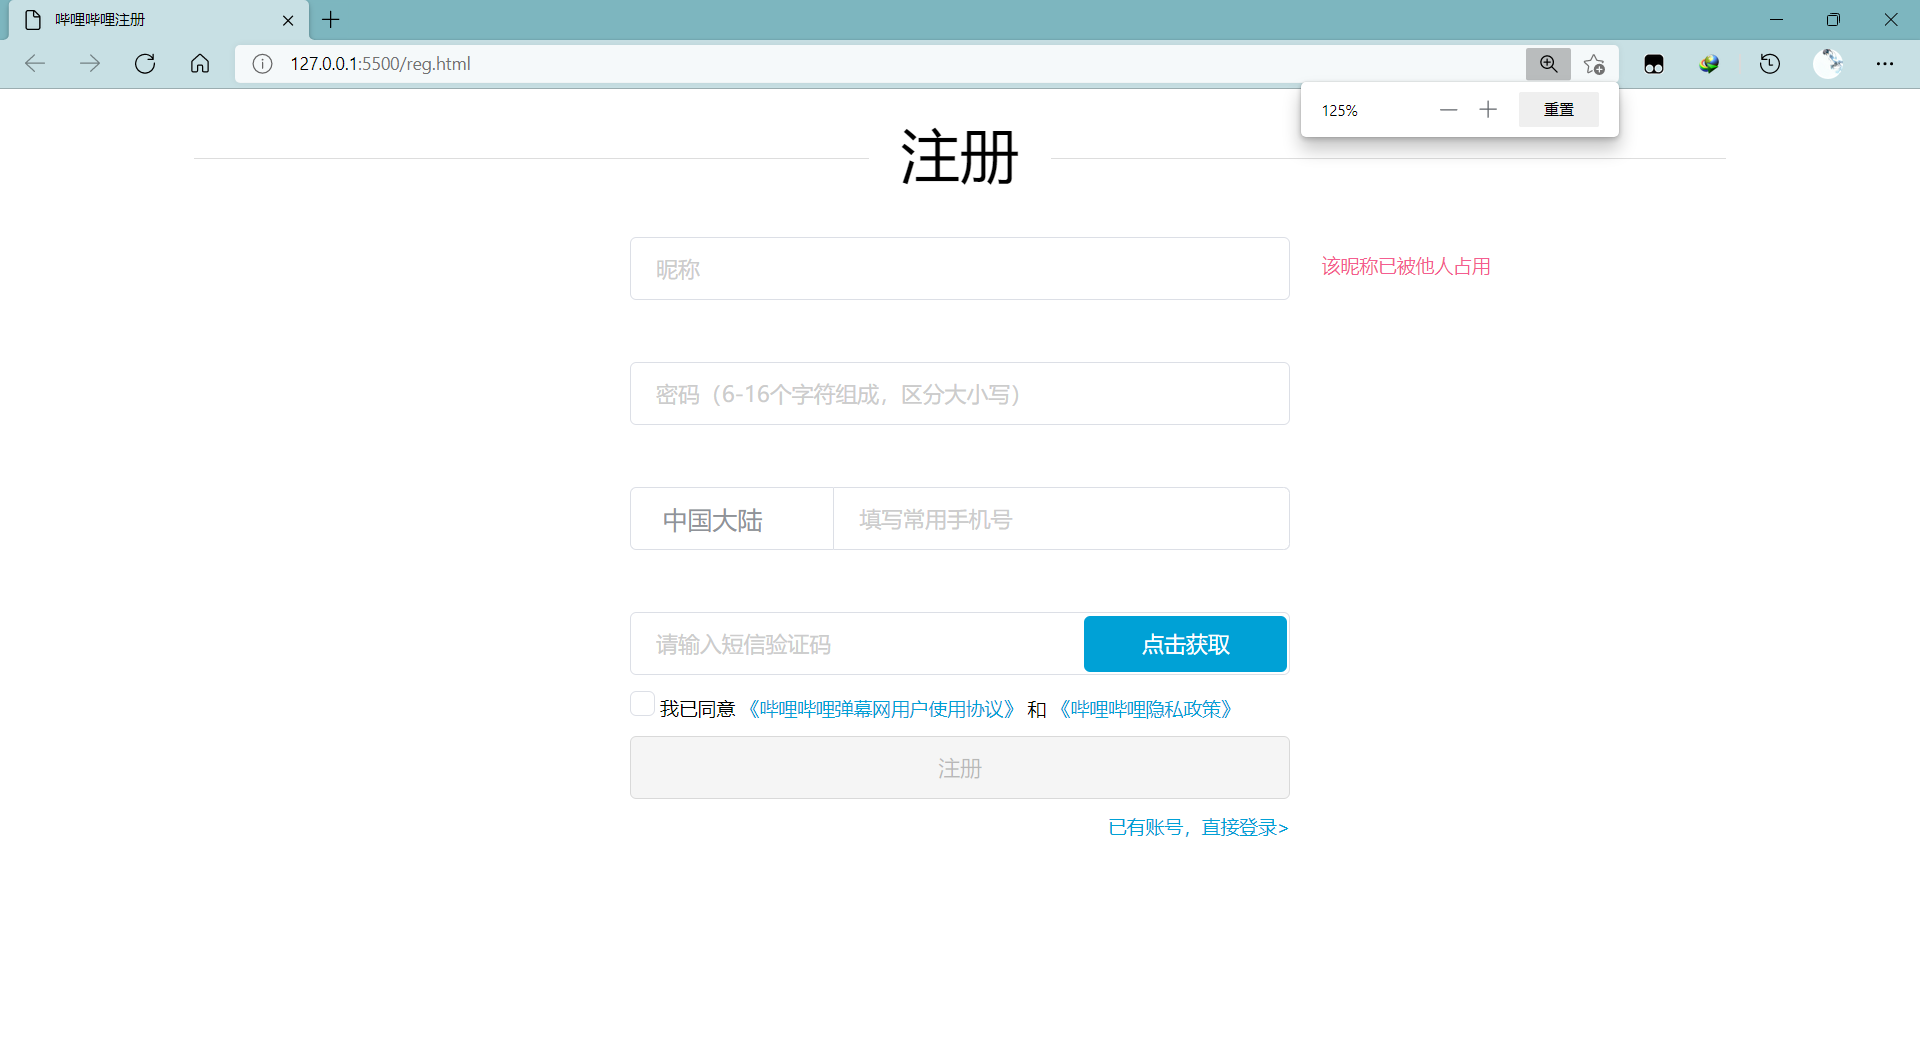 哔哩哔哩注册
127.0.0.1:5500/reg.html
125%
重置
注册
昵称
该昵称已被他人占用
密码（6-16个字符组成，区分大小写）
中国大陆
填写常用手机号
请输入短信验证码
点击获取
我已同意 《哔哩哔哩弹幕网用户使用协议》 和 《哔哩哔哩隐私政策》
注册
已有账号，直接登录>